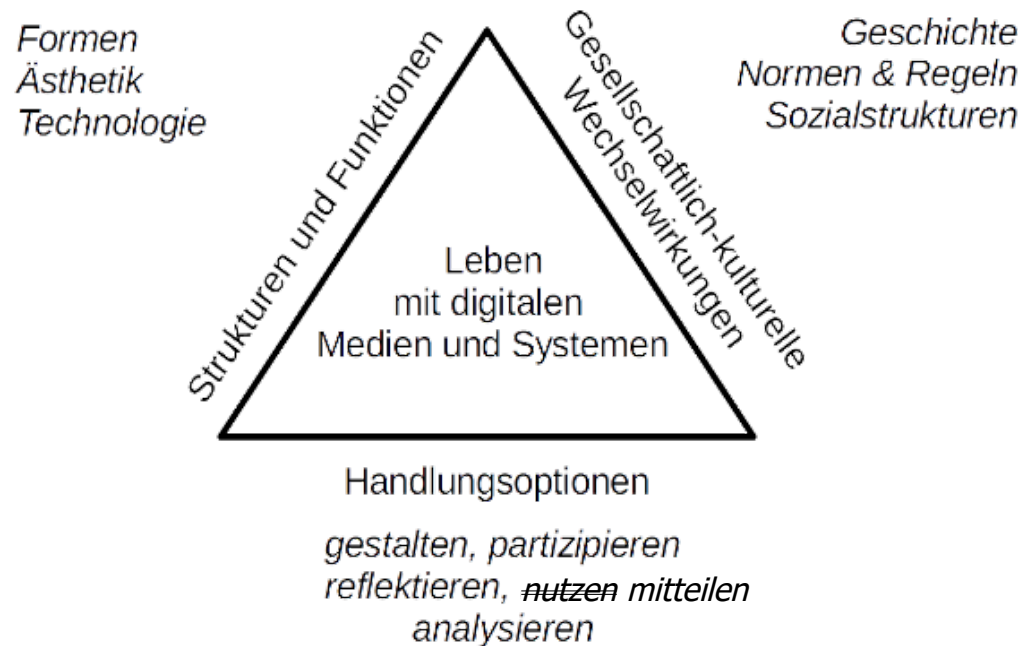 Formen
Ästhetik
Technologie
Geschichte
Normen & Regeln
Sozialstrukturen
Strukturen und Funktionen
Gesellschaftlich-kulturelle
Wechselwirkungen
Leben
mit digitalen
Medien und Systemen
Handlungsoptionen
gestalten, partizipieren
reflektieren, nutzen mitteilen
analysieren